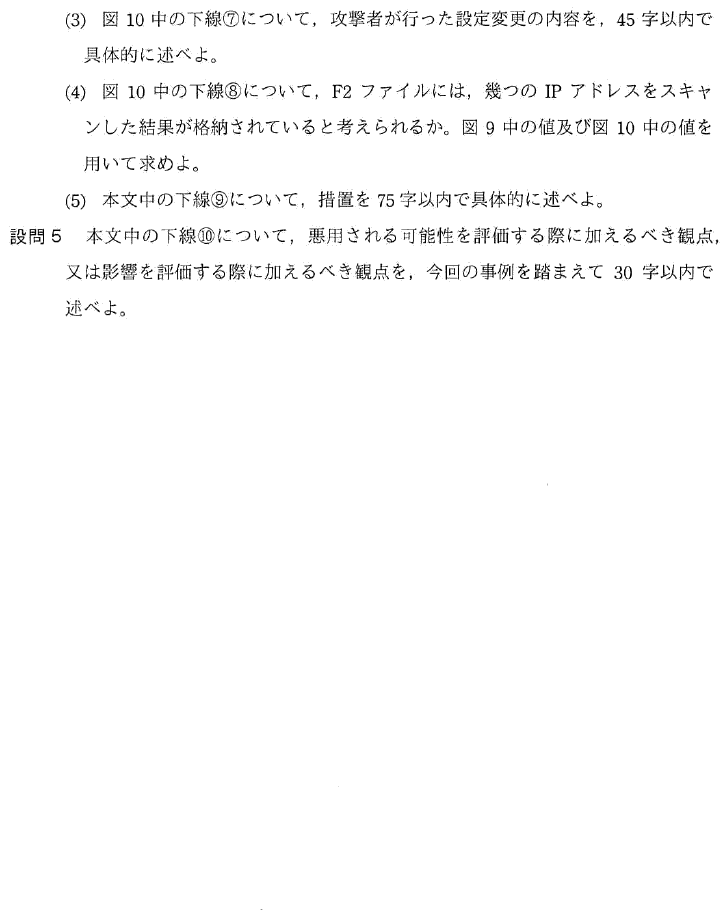 (3) 図 10 中の下線⑦について，攻撃者が行った設定変更の内容を，45 字以内で
具体的に述べよ。
(4) 図 10 中の下線⑧について，F2 ファイルには，幾つの IP アドレスをスキャ
ンした結果が格納されていると考えられるか。図 9 中の値及び図 10 中の値を
用いて求めよ。
(5) 本文中の下線⑨について，措置を 75 字以内で具体的に述べよ。
設問５ 本文中の下線⑩について，悪用される可能性を評価する際に加えるべき観点，
又は影響を評価する際に加えるべき観点を，今回の事例を踏まえて 30 字以内で
述べよ。